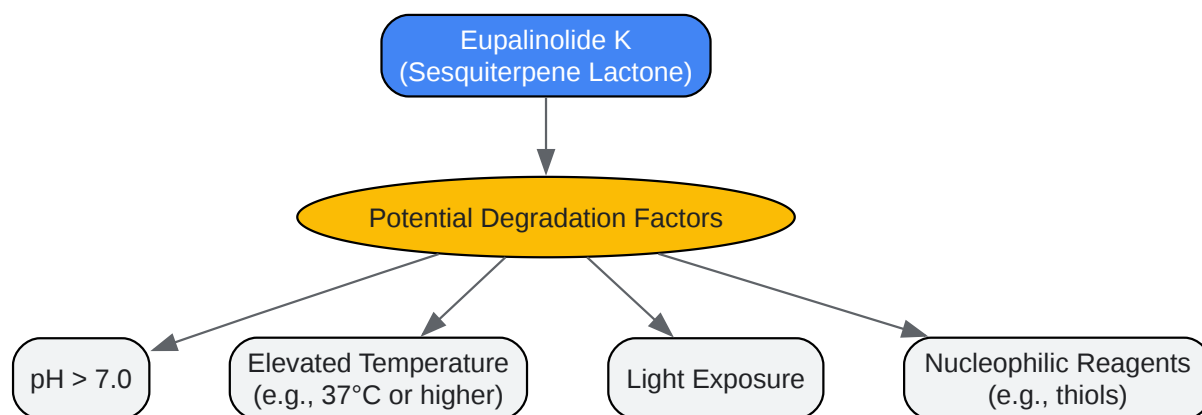 Eupalinolide K
(Sesquiterpene Lactone)
Potential Degradation Factors
pH > 7.0
Elevated Temperature
(e.g., 37°C or higher)
Light Exposure
Nucleophilic Reagents
(e.g., thiols)